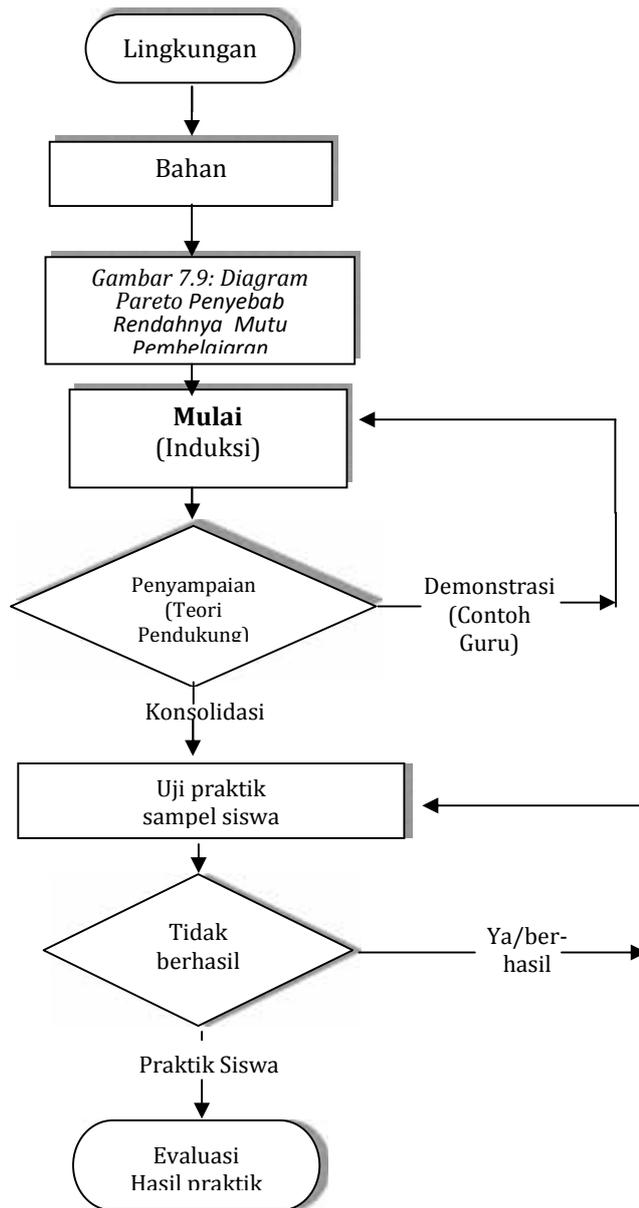 Lingkungan
Bahan
Gambar 7.9: Diagram
Pareto Penyebab
Rendahnya Mutu
Pembelajaran
Mulai
(Induksi)
Penyampaian
(Teori
Pendukung)
Demonstrasi
(Contoh
Guru)
Konsolidasi
Uji praktik
sampel siswa
Tidak
berhasil
Ya/ber-
hasil
Praktik Siswa
Evaluasi
Hasil praktik